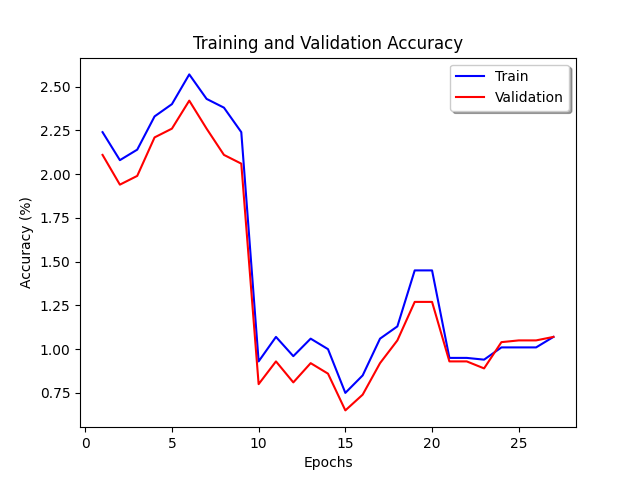 Training and Validation Accuracy
Train
Validation
Accuracy (%)
2.50
2.25
2.00
1.75
1.50
1.25
1.00
0.75
0 5 10 15 20 25
Epochs